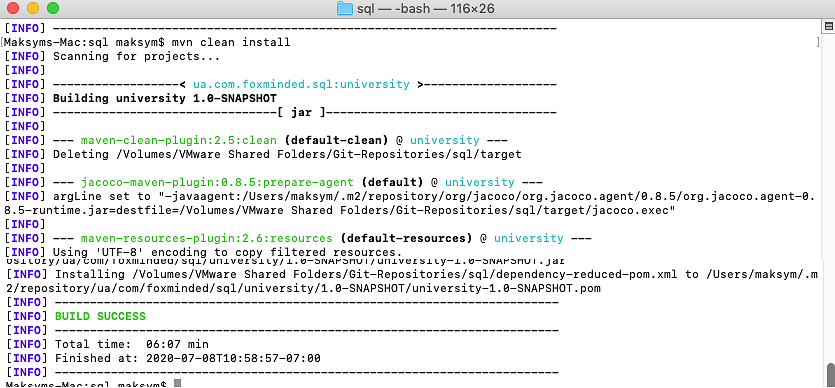 sql — -bash — 116×26
[INFO] ------------------------------------------------------------------------
[Maksyms-Mac:sql maksym$ mvn clean install ]
[INFO] Scanning for projects...
[INFO]
[INFO] ------------------< ua.com.foxminded.sql:university >-------------------
[INFO] Building university 1.0-SNAPSHOT
[INFO] --------------------------------[ jar ]---------------------------------
[INFO]
[INFO] --- maven-clean-plugin:2.5:clean (default-clean) @ university ---
[INFO] Deleting /Volumes/VMware Shared Folders/Git-Repositories/sql/target
[INFO]
[INFO] --- jacoco-maven-plugin:0.8.5:prepare-agent (default) @ university ---
[INFO] argLine set to "-javaagent:/Users/maksym/.m2/repository/org/jacoco/org.jacoco.agent/0.8.5/org.jacoco.agent-0.
8.5-runtime.jar=destfile=/Volumes/VMware Shared Folders/Git-Repositories/sql/target/jacoco.exec"
[INFO]
[INFO] --- maven-resources-plugin:2.6:resources (default-resources) @ university ---
[INFO] Using 'UTF-8' encoding to copy filtered resources.
ository/ua/com/foxminded/sql/university/1.0-SNAPSHOT/university-1.0-SNAPSHOT.jar
[INFO] Installing /Volumes/VMware Shared Folders/Git-Repositories/sql/dependency-reduced-pom.xml to /Users/maksym/.m
2/repository/ua/com/foxminded/sql/university/1.0-SNAPSHOT/university-1.0-SNAPSHOT.pom
[INFO] ------------------------------------------------------------------------
[INFO] BUILD SUCCESS
[INFO] ------------------------------------------------------------------------
[INFO] Total time:  06:07 min
[INFO] Finished at: 2020-07-08T10:58:57-07:00
[INFO] ------------------------------------------------------------------------
Maksyms-Mac:sql maksym$